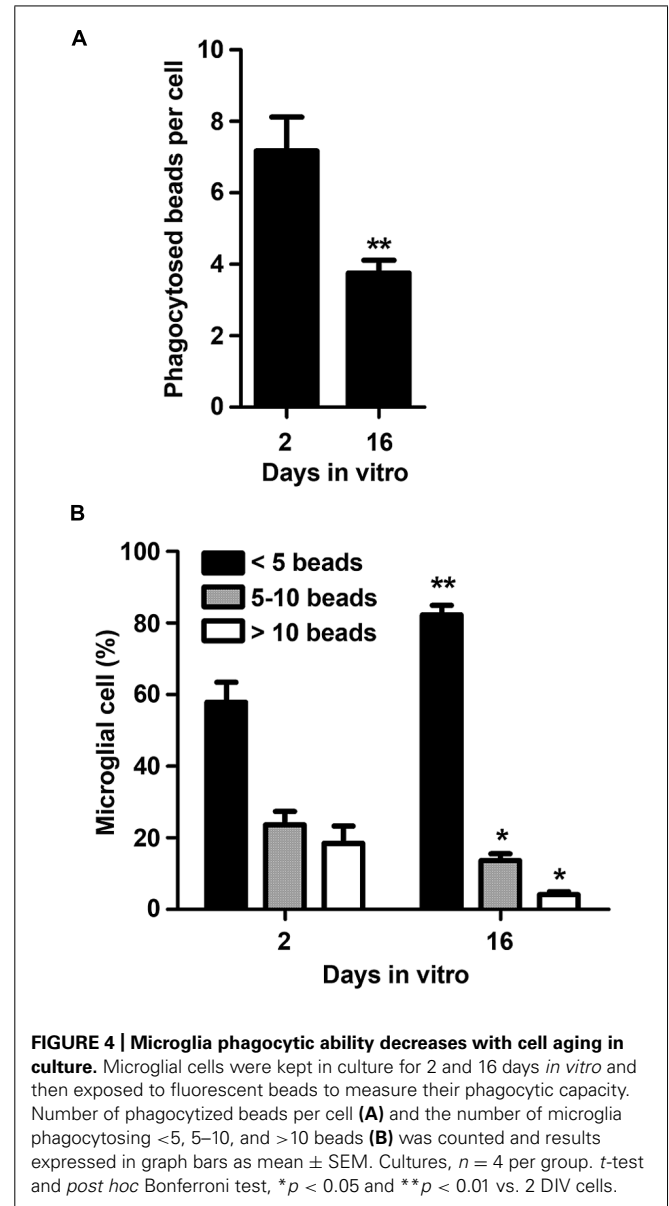 A
10
8
6
4
2
0
Phagocytosed beads per cell
**
2 16
Days in vitro
B
100
80
60
40
20
0
Microglial cell (%)
< 5 beads
5-10 beads
> 10 beads
**
*
*
2 16
Days in vitro
FIGURE 4 | Microglia phagocytic ability decreases with cell aging in
culture. Microglial cells were kept in culture for 2 and 16 days in vitro and
then exposed to fluorescent beads to measure their phagocytic capacity.
Number of phagocytized beads per cell (A) and the number of microglia
phagocytosing <5, 5–10, and >10 beads (B) was counted and results
expressed in graph bars as mean ± SEM. Cultures, n = 4 per group. t-test
and post hoc Bonferroni test, *p < 0.05 and **p < 0.01 vs. 2 DIV cells.